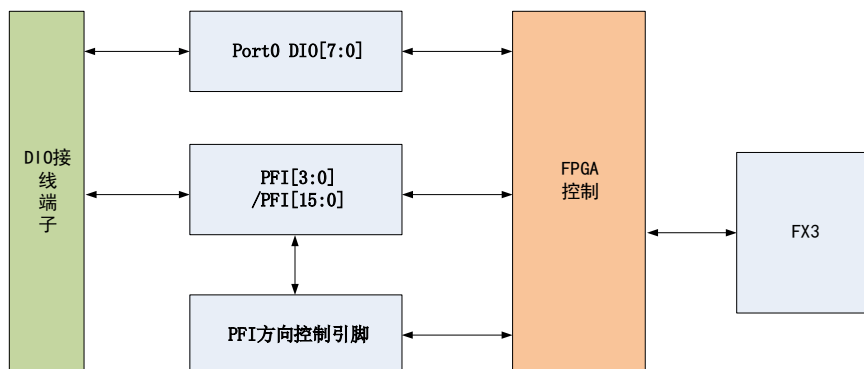 Port0 DIO[7:0]
DIO接
线
端
子
PFI[3:0]
/PFI[15:0]
PFI方向控制引脚
FPGA
控制
FX3